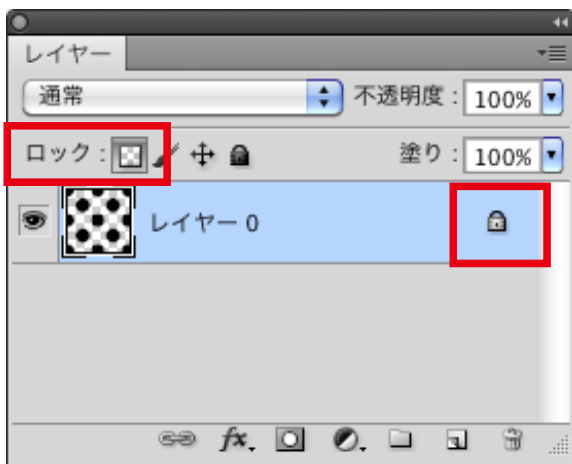 レイヤー
通常 不透明度 : 100%
ロック : 塗り : 100%
レイヤー 0
fx.